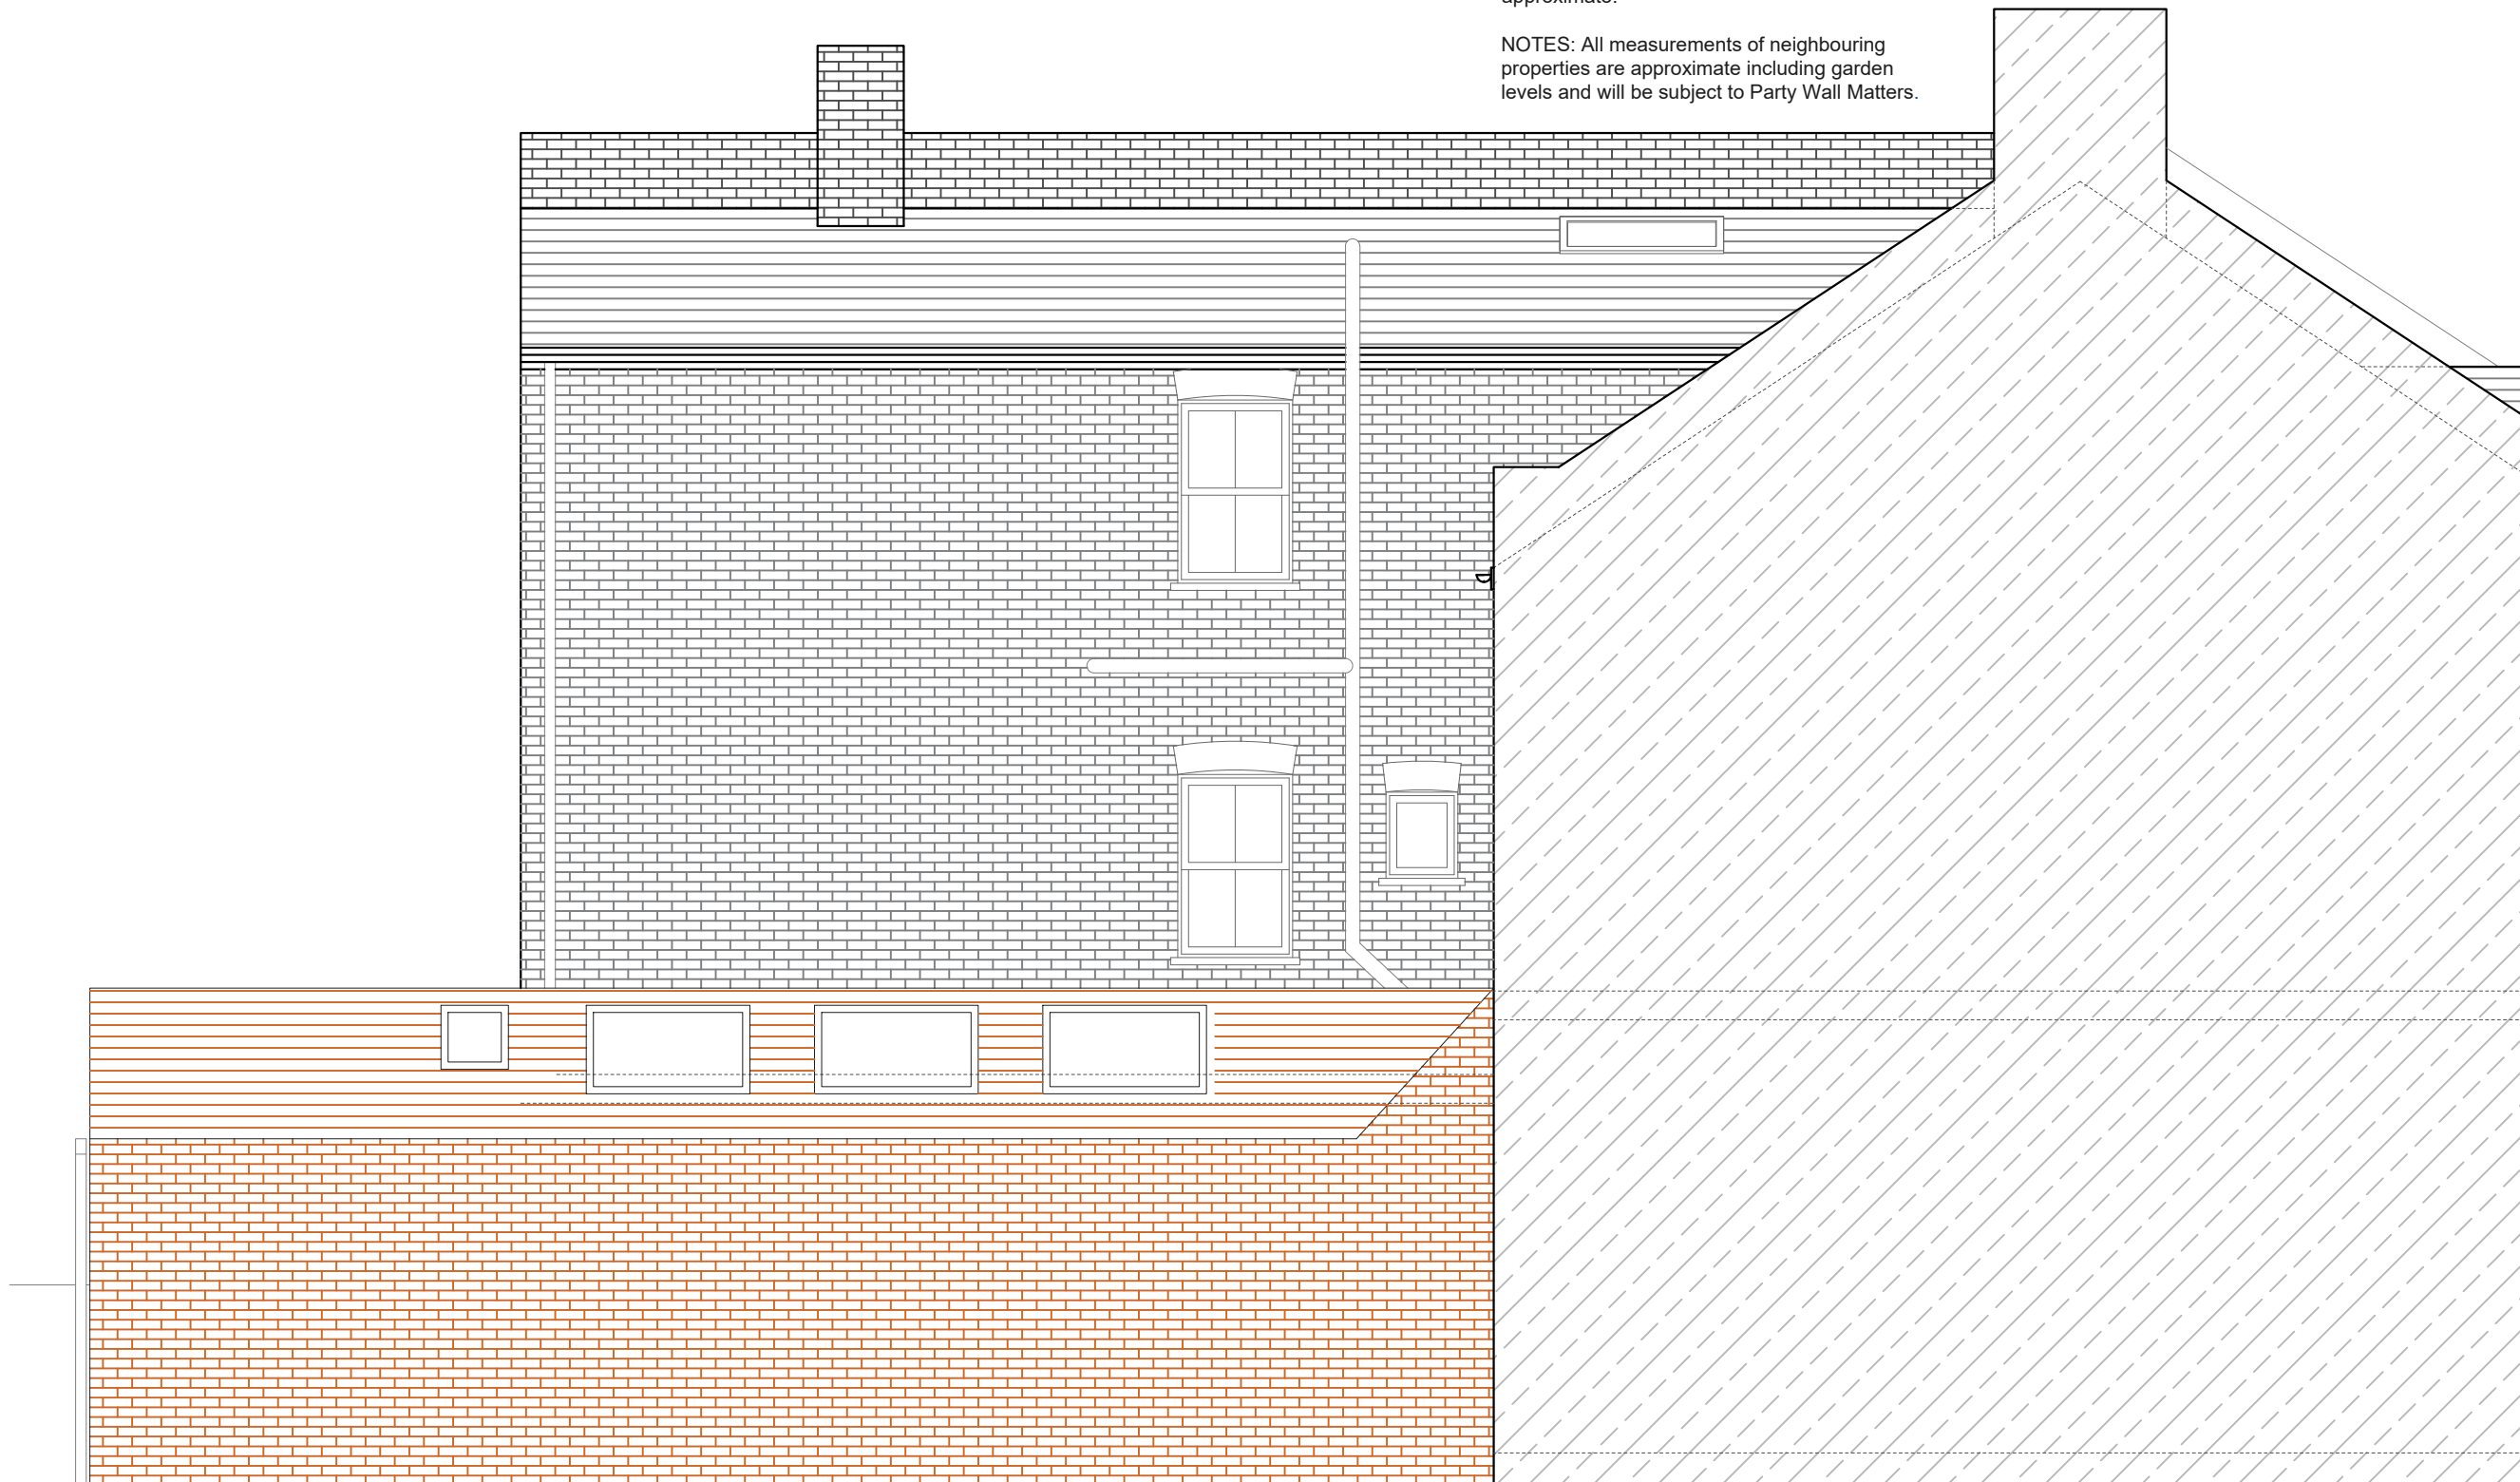 approximate.
NOTES: All measurements of neighbouring
properties are approximate including garden
levels and will be subject to Party Wall Matters.